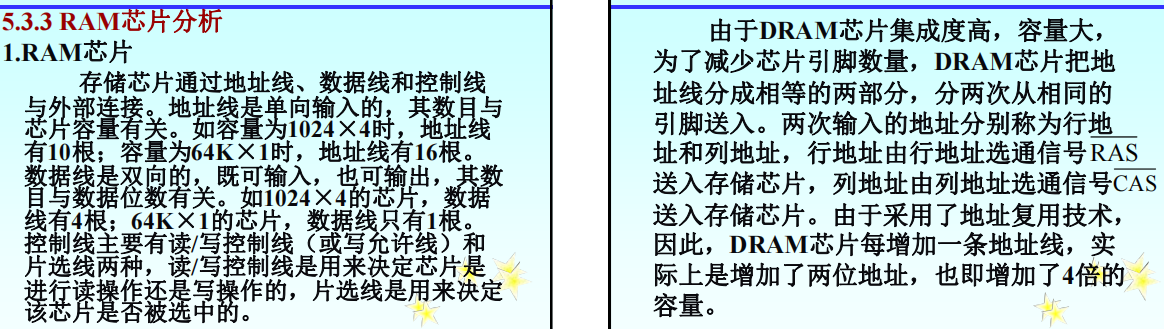 5.3.3 RAM芯片分析
1.RAM芯片
存储芯片通过地址线、数据线和控制线
与外部连接。地址线是单向输入的，其数目与
芯片容量有关。如容量为1024×4时，地址线
有10根；容量为64K×1时，地址线有16根。
数据线是双向的，既可输入，也可输出，其数
目与数据位数有关。如1024×4的芯片，数据
线有4根；64K×1的芯片，数据线只有1根。
控制线主要有读/写控制线（或写允许线）和
片选线两种，读/写控制线是用来决定芯片是
进行读操作还是写操作的，片选线是用来决定
该芯片是否被选中的。
由于DRAM芯片集成度高，容量大，
为了减少芯片引脚数量，DRAM芯片把地
址线分成相等的两部分，分两次从相同的
引脚送入。两次输入的地址分别称为行地
址和列地址，行地址由行地址选通信号RAS
送入存储芯片，列地址由列地址选通信号CAS
送入存储芯片。由于采用了地址复用技术，
因此，DRAM芯片每增加一条地址线，实
际上是增加了两位地址，也即增加了4倍的
容量。